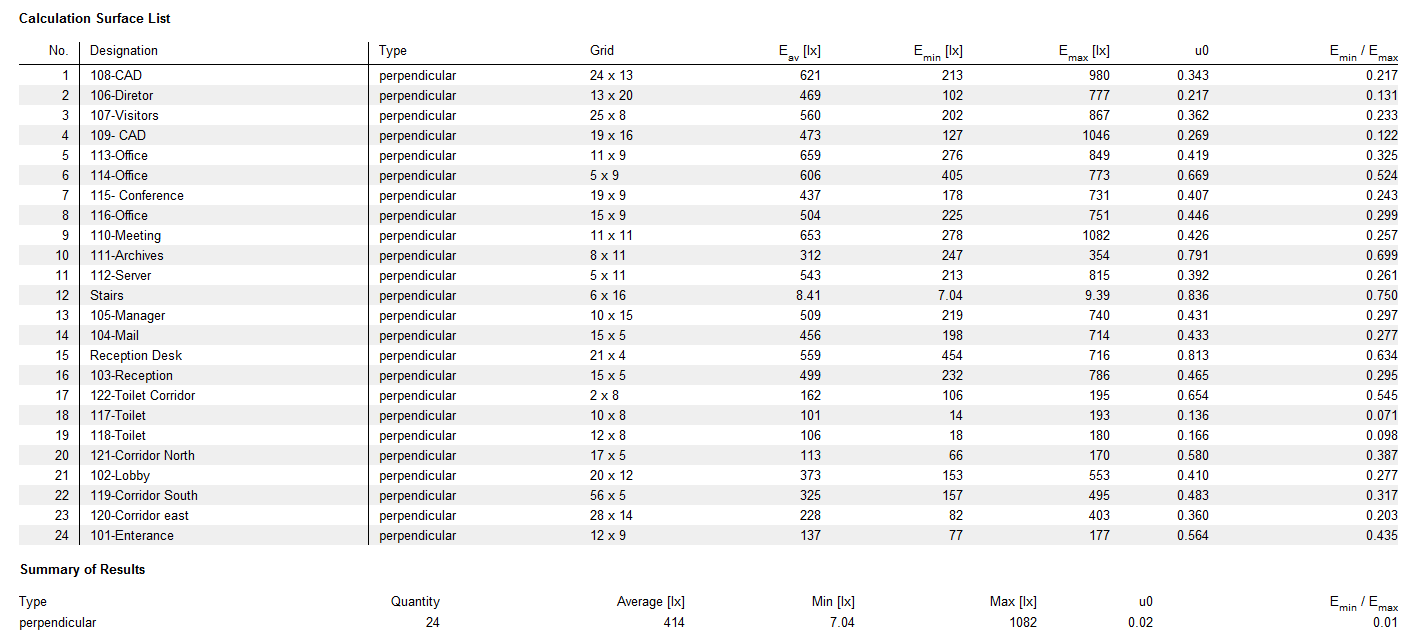 Calculation Surface List
No. Designation Type Grid Eav [lx] Emin [lx] Emax [lx] u0 Emin / Emax
1 108-CAD perpendicular 24 x 13 621 213 980 0.343 0.217
2 106-Diretor perpendicular 13 x 20 469 102 777 0.217 0.131
3 107-Visitors perpendicular 25 x 8 560 202 867 0.362 0.233
4 109- CAD perpendicular 19 x 16 473 127 1046 0.269 0.122
5 113-Office perpendicular 11 x 9 659 276 849 0.419 0.325
6 114-Office perpendicular 5 x 9 606 405 773 0.669 0.524
7 115- Conference perpendicular 19 x 9 437 178 731 0.407 0.243
8 116-Office perpendicular 15 x 9 504 225 751 0.446 0.299
9 110-Meeting perpendicular 11 x 11 653 278 1082 0.426 0.257
10 111-Archives perpendicular 8 x 11 312 247 354 0.791 0.699
11 112-Server perpendicular 5 x 11 543 213 815 0.392 0.261
12 Stairs perpendicular 6 x 16 8.41 7.04 9.39 0.836 0.750
13 105-Manager perpendicular 10 x 15 509 219 740 0.431 0.297
14 104-Mail perpendicular 15 x 5 456 198 714 0.433 0.277
15 Reception Desk perpendicular 21 x 4 559 454 716 0.813 0.634
16 103-Reception perpendicular 15 x 5 499 232 786 0.465 0.295
17 122-Toilet Corridor perpendicular 2 x 8 162 106 195 0.654 0.545
18 117-Toilet perpendicular 10 x 8 101 14 193 0.136 0.071
19 118-Toilet perpendicular 12 x 8 106 18 180 0.166 0.098
20 121-Corridor North perpendicular 17 x 5 113 66 170 0.580 0.387
21 102-Lobby perpendicular 20 x 12 373 153 553 0.410 0.277
22 119-Corridor South perpendicular 56 x 5 325 157 495 0.483 0.317
23 120-Corridor east perpendicular 28 x 14 228 82 403 0.360 0.203
24 101-Enterance perpendicular 12 x 9 137 77 177 0.564 0.435
Summary of Results
Type Quantity Average [lx] Min [lx] Max [lx] u0 Emin / Emax
perpendicular 24 414 7.04 1082 0.02 0.01